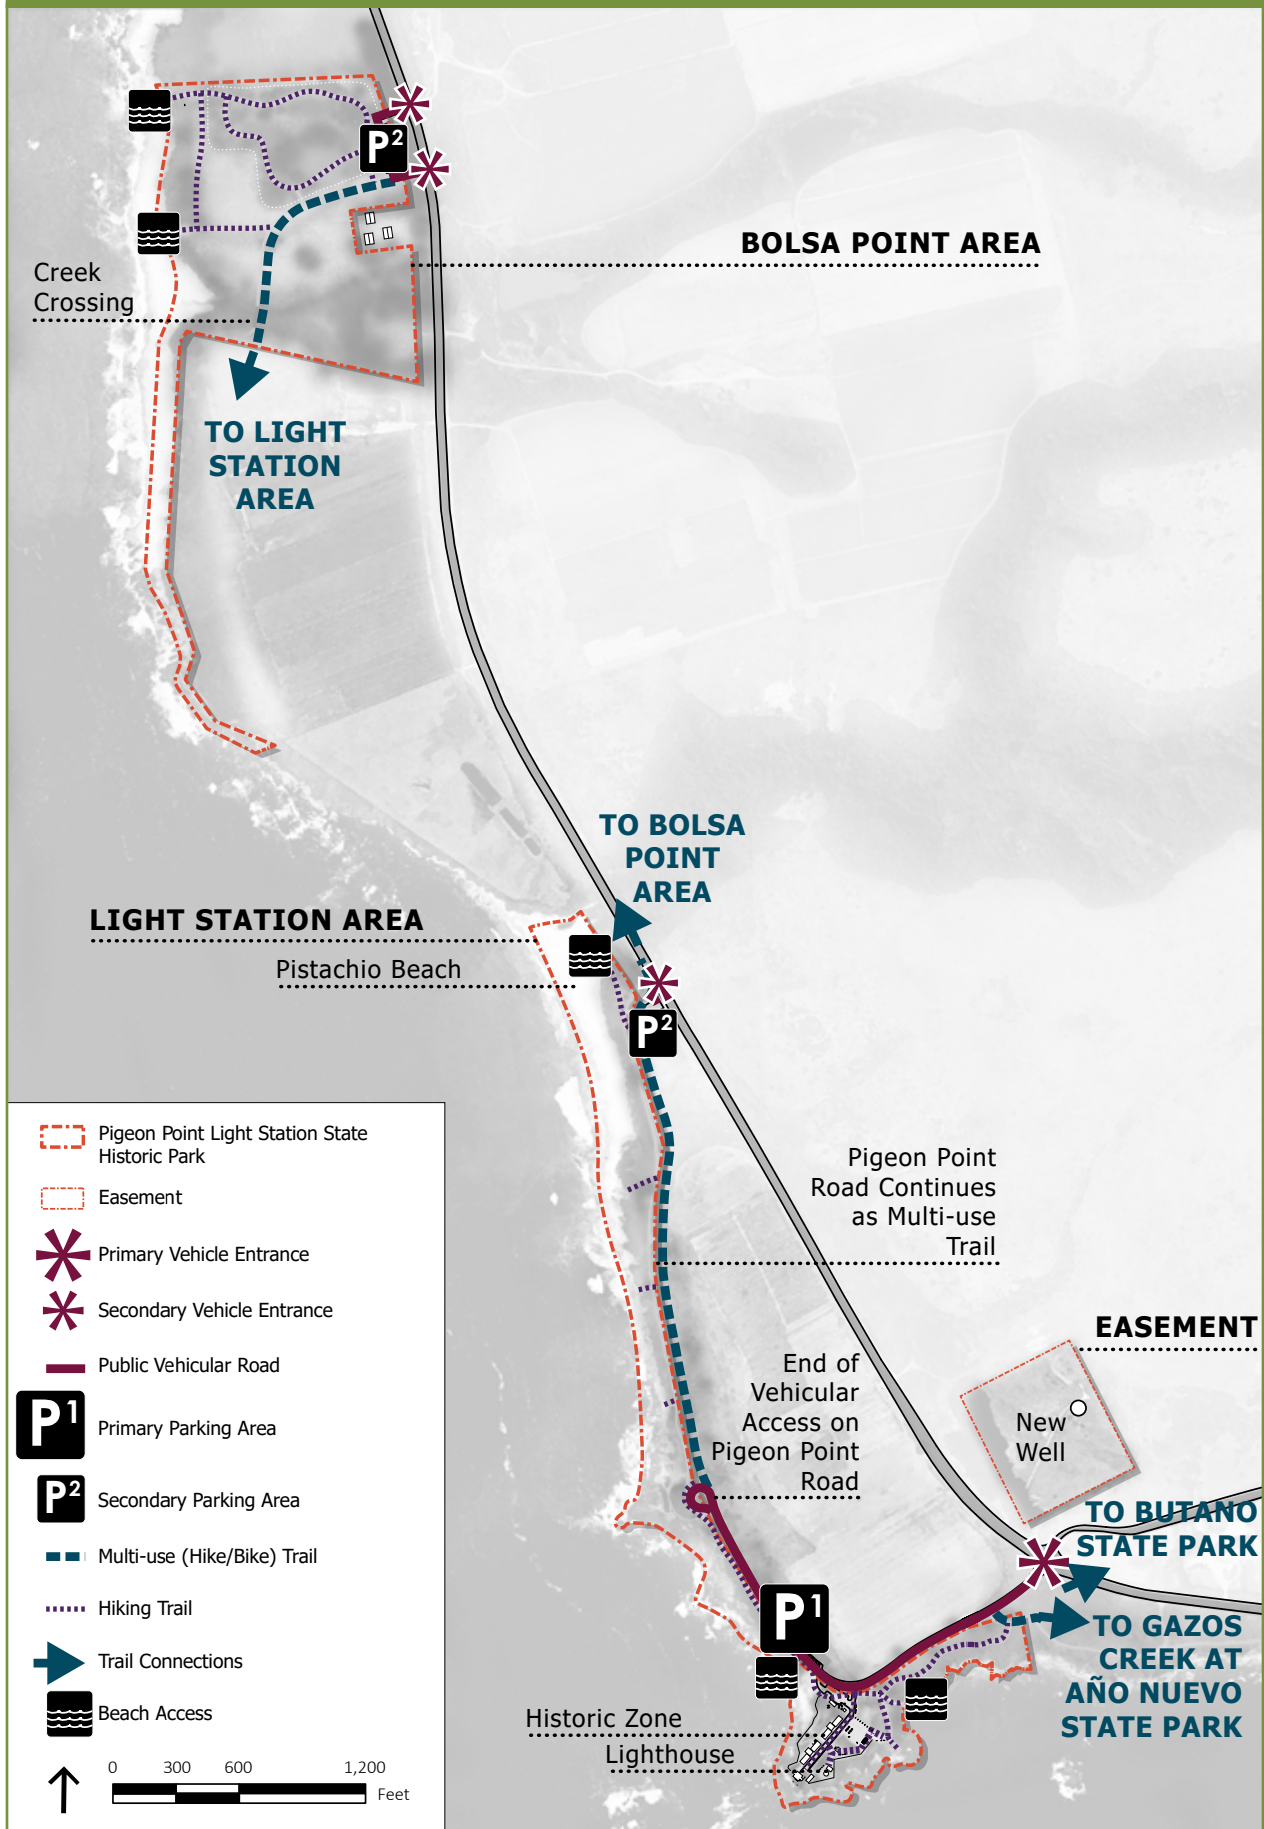 P2
BOLSA POINT AREA
Creek
Crossing
TO LIGHT
STATION
AREA
TO BOLSA
POINT
AREA
LIGHT STATION AREA
Pistachio Beach
P2
Pigeon Point
Road Continues
as Multi-use
Trail
EASEMENT
End of
Vehicular
Access on
Pigeon Point
Road
New
Well
TO BUTANO
STATE PARK
P1
TO GAZOS
CREEK AT
AÑO NUEVO
STATE PARK
Historic Zone
Lighthouse
Pigeon Point Light Station State
Historic Park
Easement
Primary Vehicle Entrance
Secondary Vehicle Entrance
Public Vehicular Road
P1 Primary Parking Area
P2 Secondary Parking Area
Multi-use (Hike/Bike) Trail
Hiking Trail
Trail Connections
Beach Access
0 300 600 1,200
Feet